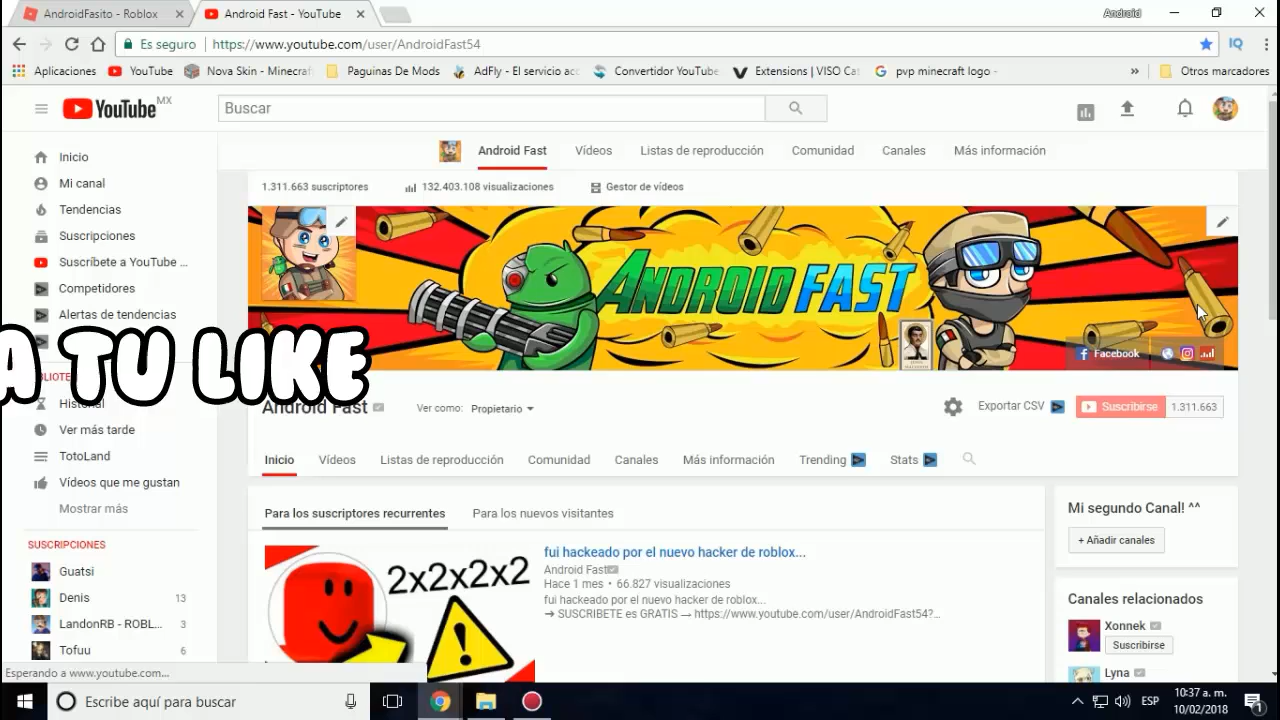 AndroidFasito - Roblox
Android Fast - YouTube
Android
Es seguro
https://www.youtube.com/user/AndroidFast54
Aplicaciones
YouTube
Nova Skin - Minecraf
Paguinas De Mods
AdFly - El servicio acc
Convertidor YouTube
Extensions | VISO Cat
pvp minecraft logo -
»
Otros marcadores
YouTube MX
Buscar
Android Fast
Vídeos
Listas de reproducción
Comunidad
Canales
Más información
1.311.663 suscriptores
132.403.108 visualizaciones
Gestor de vídeos
Inicio
Mi canal
Tendencias
Suscripciones
Suscríbete a YouTube ...
Competidores
Alertas de tendencias
ANDROID FAST
Facebook
A TU LIKE
Historial
Ver más tarde
TotoLand
Vídeos que me gustan
Mostrar más
SUSCRIPCIONES
Guatsi
Denis 13
LandonRB - ROBL... 3
Tofuu 6
Android Fast
Ver como: Propietario
Exportar CSV
Suscribirse 1.311.663
Inicio
Vídeos
Listas de reproducción
Comunidad
Canales
Más información
Trending
Stats
Para los suscriptores recurrentes
Para los nuevos visitantes
2x2x2x2
fui hackeado por el nuevo hacker de roblox...
Android Fast
Hace 1 mes • 66.827 visualizaciones
fui hackeado por el nuevo hacker de roblox...
➔ SUSCRIBETE es GRATIS → https://www.youtube.com/user/AndroidFast54?...
Mi segundo Canal! ^^
+ Añadir canales
Canales relacionados
Xonnek
Suscribirse
Lyna
Esperando a www.youtube.com...
Escribe aquí para buscar
ESP
10:37 a. m.
10/02/2018
1